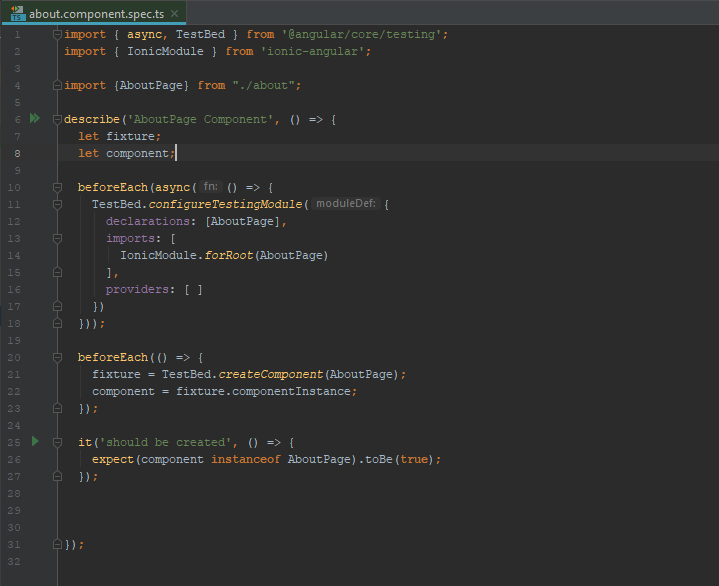 about.component.spec.ts
1 import { async, TestBed } from '@angular/core/testing';
2 import { IonicModule } from 'ionic-angular';
3
4 import {AboutPage} from "./about";
5
6 describe('AboutPage Component', () => {
7   let fixture;
8   let component;
9
10   beforeEach(async( fn: () => {
11     TestBed.configureTestingModule( moduleDef: {
12       declarations: [AboutPage],
13       imports: [
14         IonicModule.forRoot(AboutPage)
15       ],
16       providers: [ ]
17     })
18   }));
19
20   beforeEach(() => {
21     fixture = TestBed.createComponent(AboutPage);
22     component = fixture.componentInstance;
23   });
24
25   it('should be created', () => {
26     expect(component instanceof AboutPage).toBe(true);
27   });
28
29
30
31 });
32